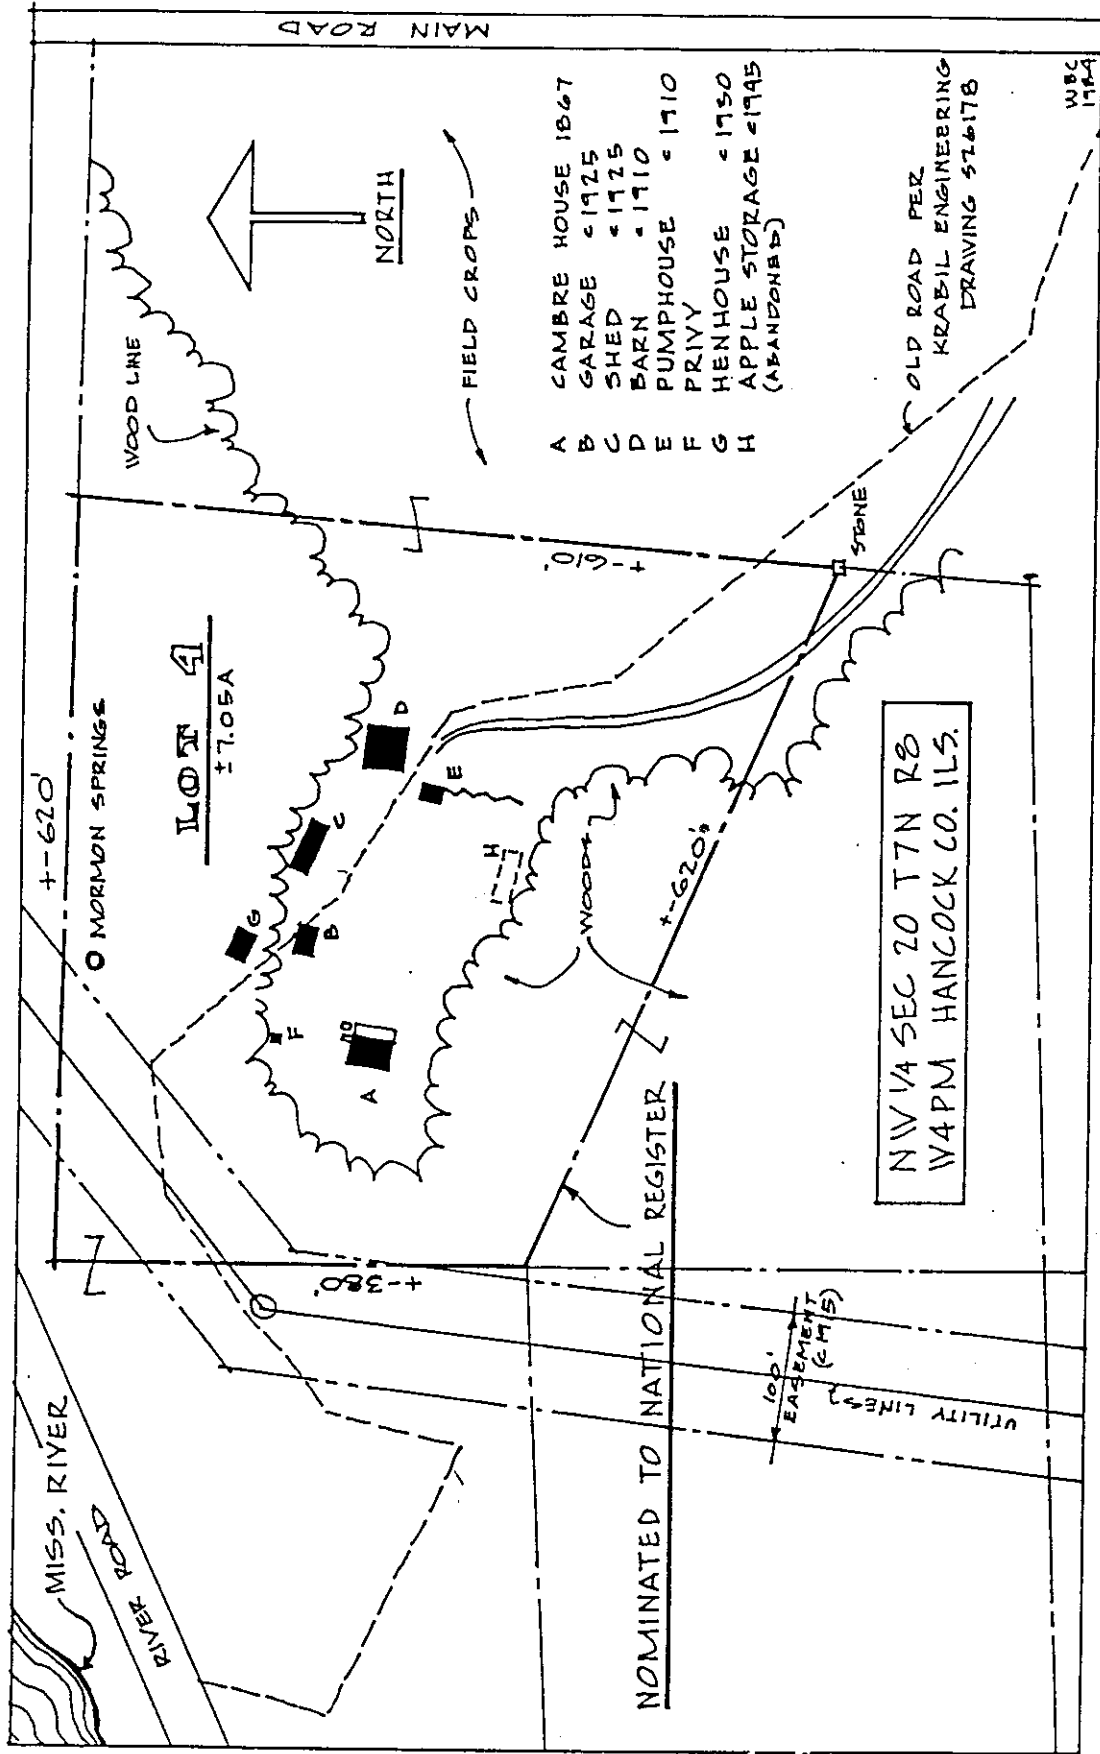 MISS. RIVER
RIVER ROAD
+-620'
MORMON SPRINGS
LOT 4
±7.05A
WOOD LINE
NORTH
MAIN ROAD
FIELD CROPS
A CAMBRE HOUSE 1867
B GARAGE c1925
C SHED c1925
D BARN c1910
E PUMPHOUSE c1910
F PRIVY
G HENHOUSE c1930
H APPLE STORAGE c1945
(ABANDONED)
G
C
B
F
D
E
A
H
+-380'
+-610'
WOODS
+-620'
STONE
OLD ROAD PER
KRABIL ENGINEERING
DRAWING 526178
NOMINATED TO NATIONAL REGISTER
100'
EASEMENT
UTILITY LINES
NW 1/4 SEC 20 T7N R8
W4PM HANCOCK CO. ILS.
WBC
1984